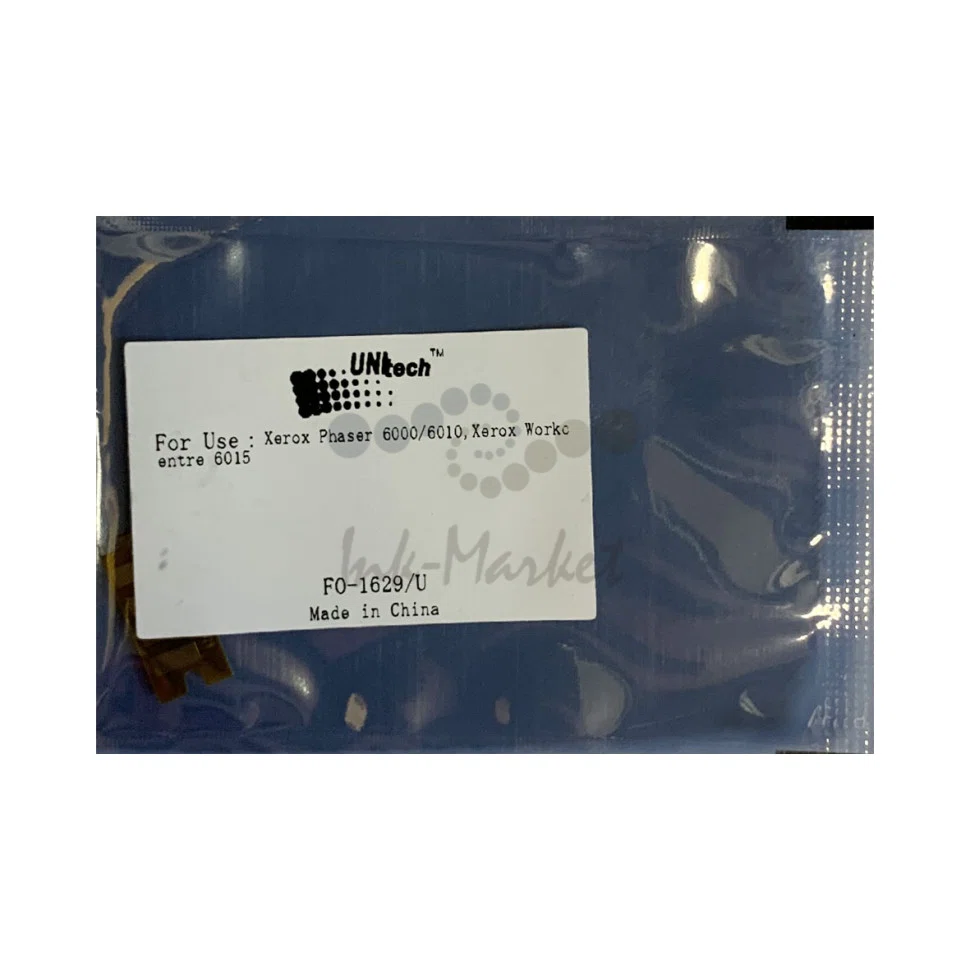 UNItech™
For Use : Xerox Phaser 6000/6010,Xerox Workc
entre 6015
Ink-Market
FO-1629/U
Made in China